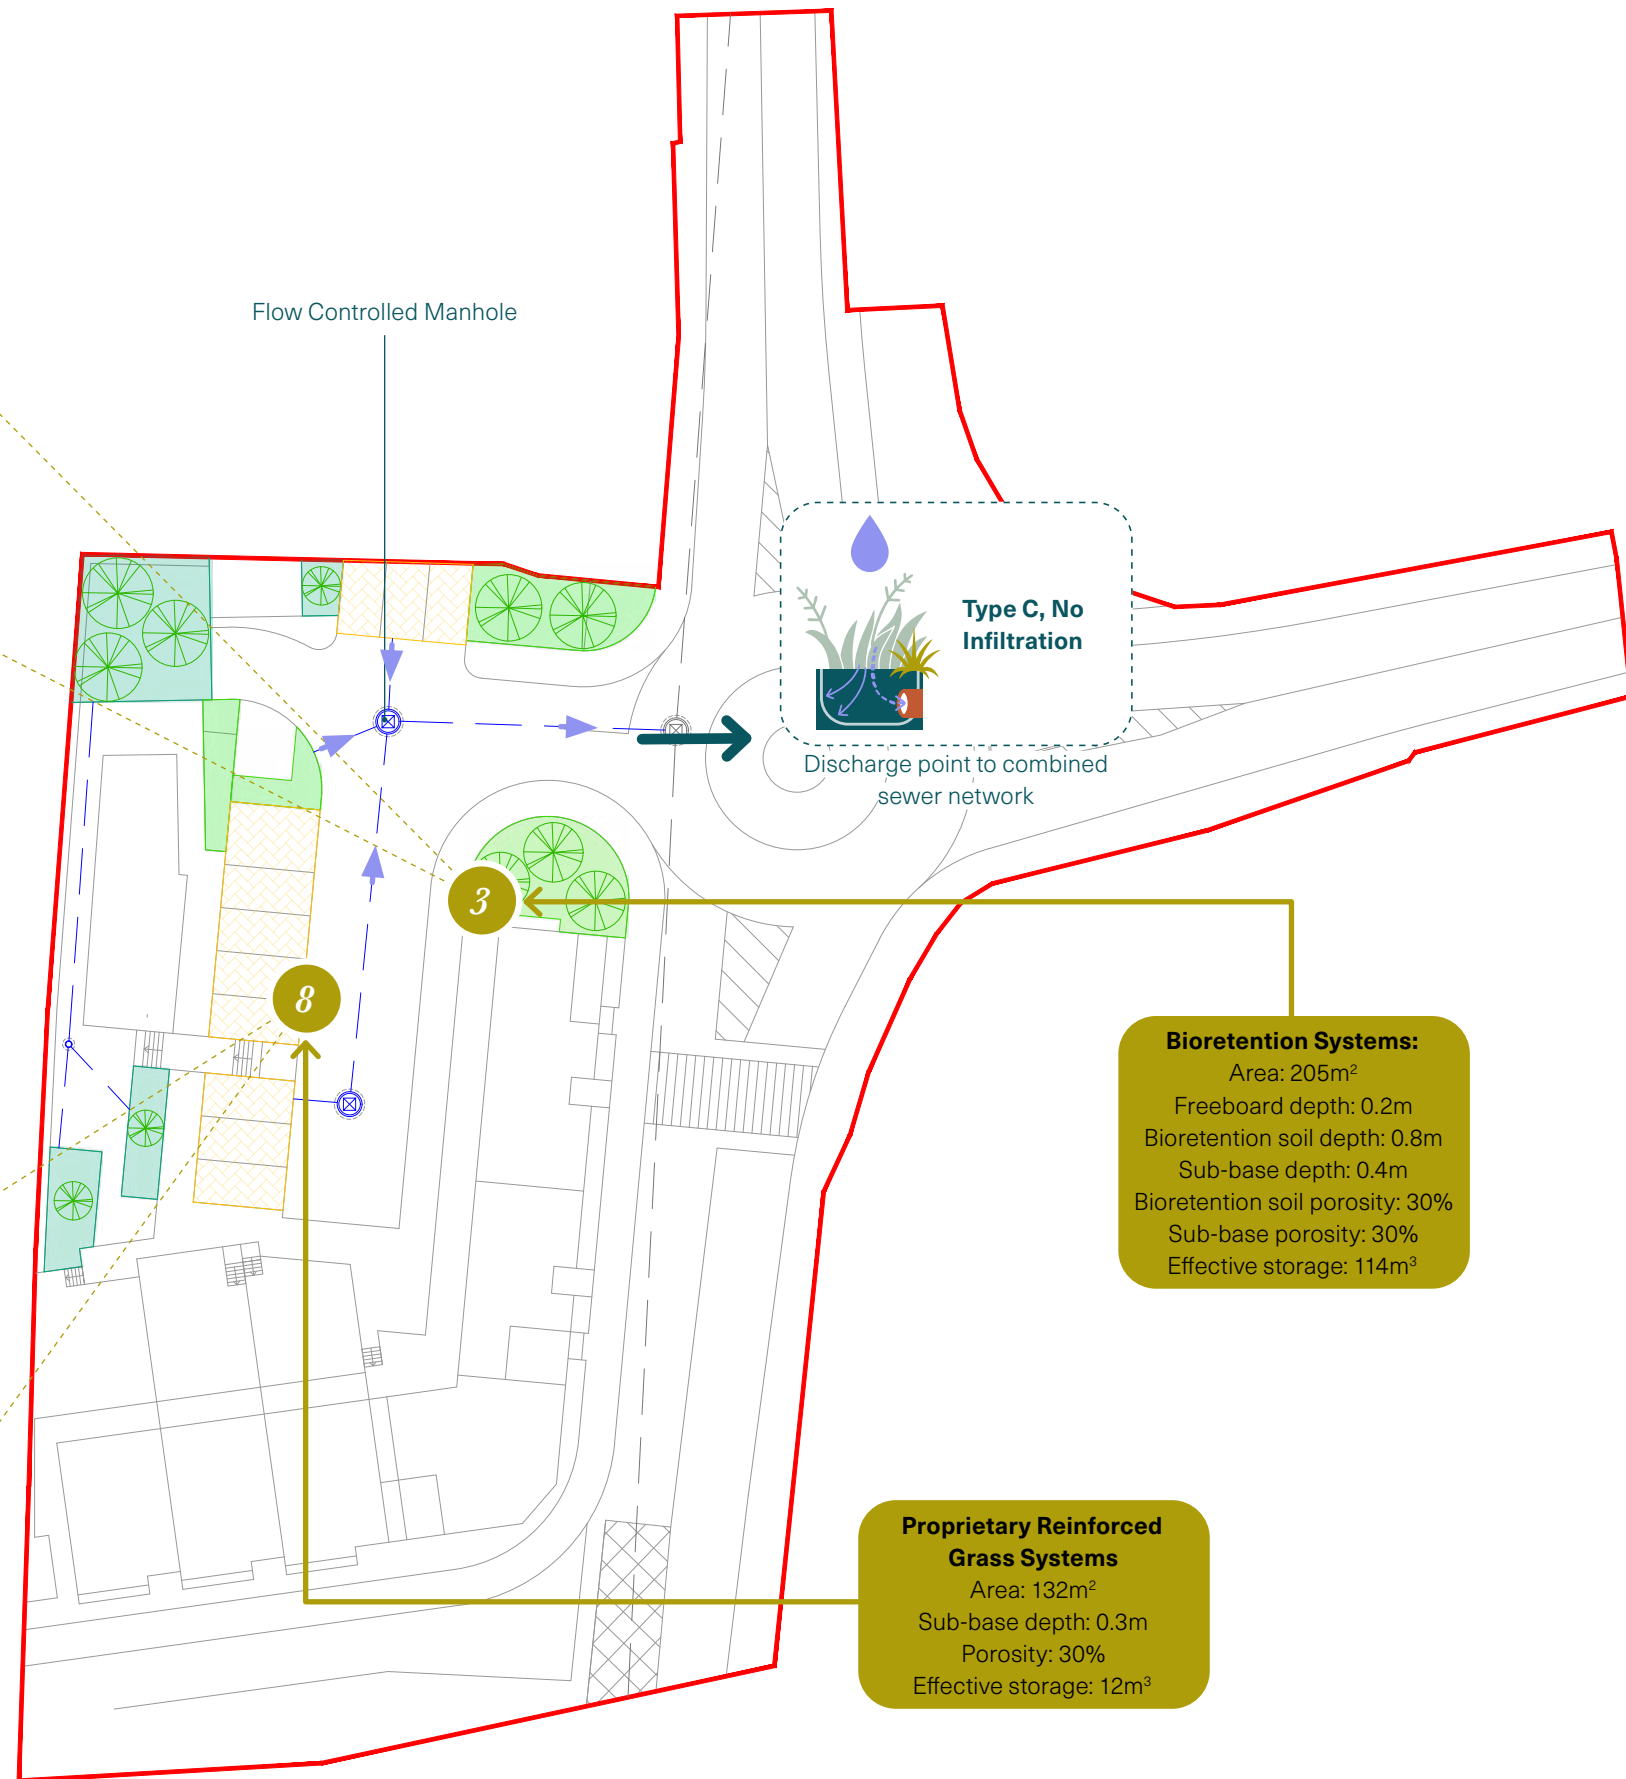 Flow Controlled Manhole
Type C, No
Infiltration
Discharge point to combined
sewer network
3
8
Bioretention Systems:
Area: 205m²
Freeboard depth: 0.2m
Bioretention soil depth: 0.8m
Sub-base depth: 0.4m
Bioretention soil porosity: 30%
Sub-base porosity: 30%
Effective storage: 114m³
Proprietary Reinforced
Grass Systems
Area: 132m²
Sub-base depth: 0.3m
Porosity: 30%
Effective storage: 12m³